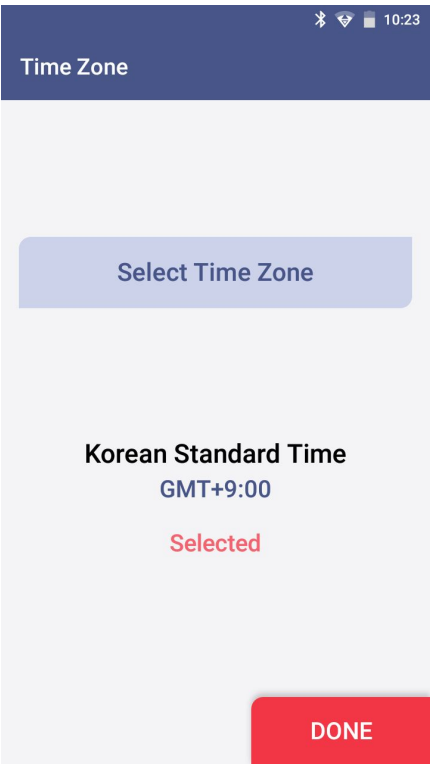 10:23
Time Zone
Select Time Zone
Korean Standard Time
GMT+9:00
Selected
DONE